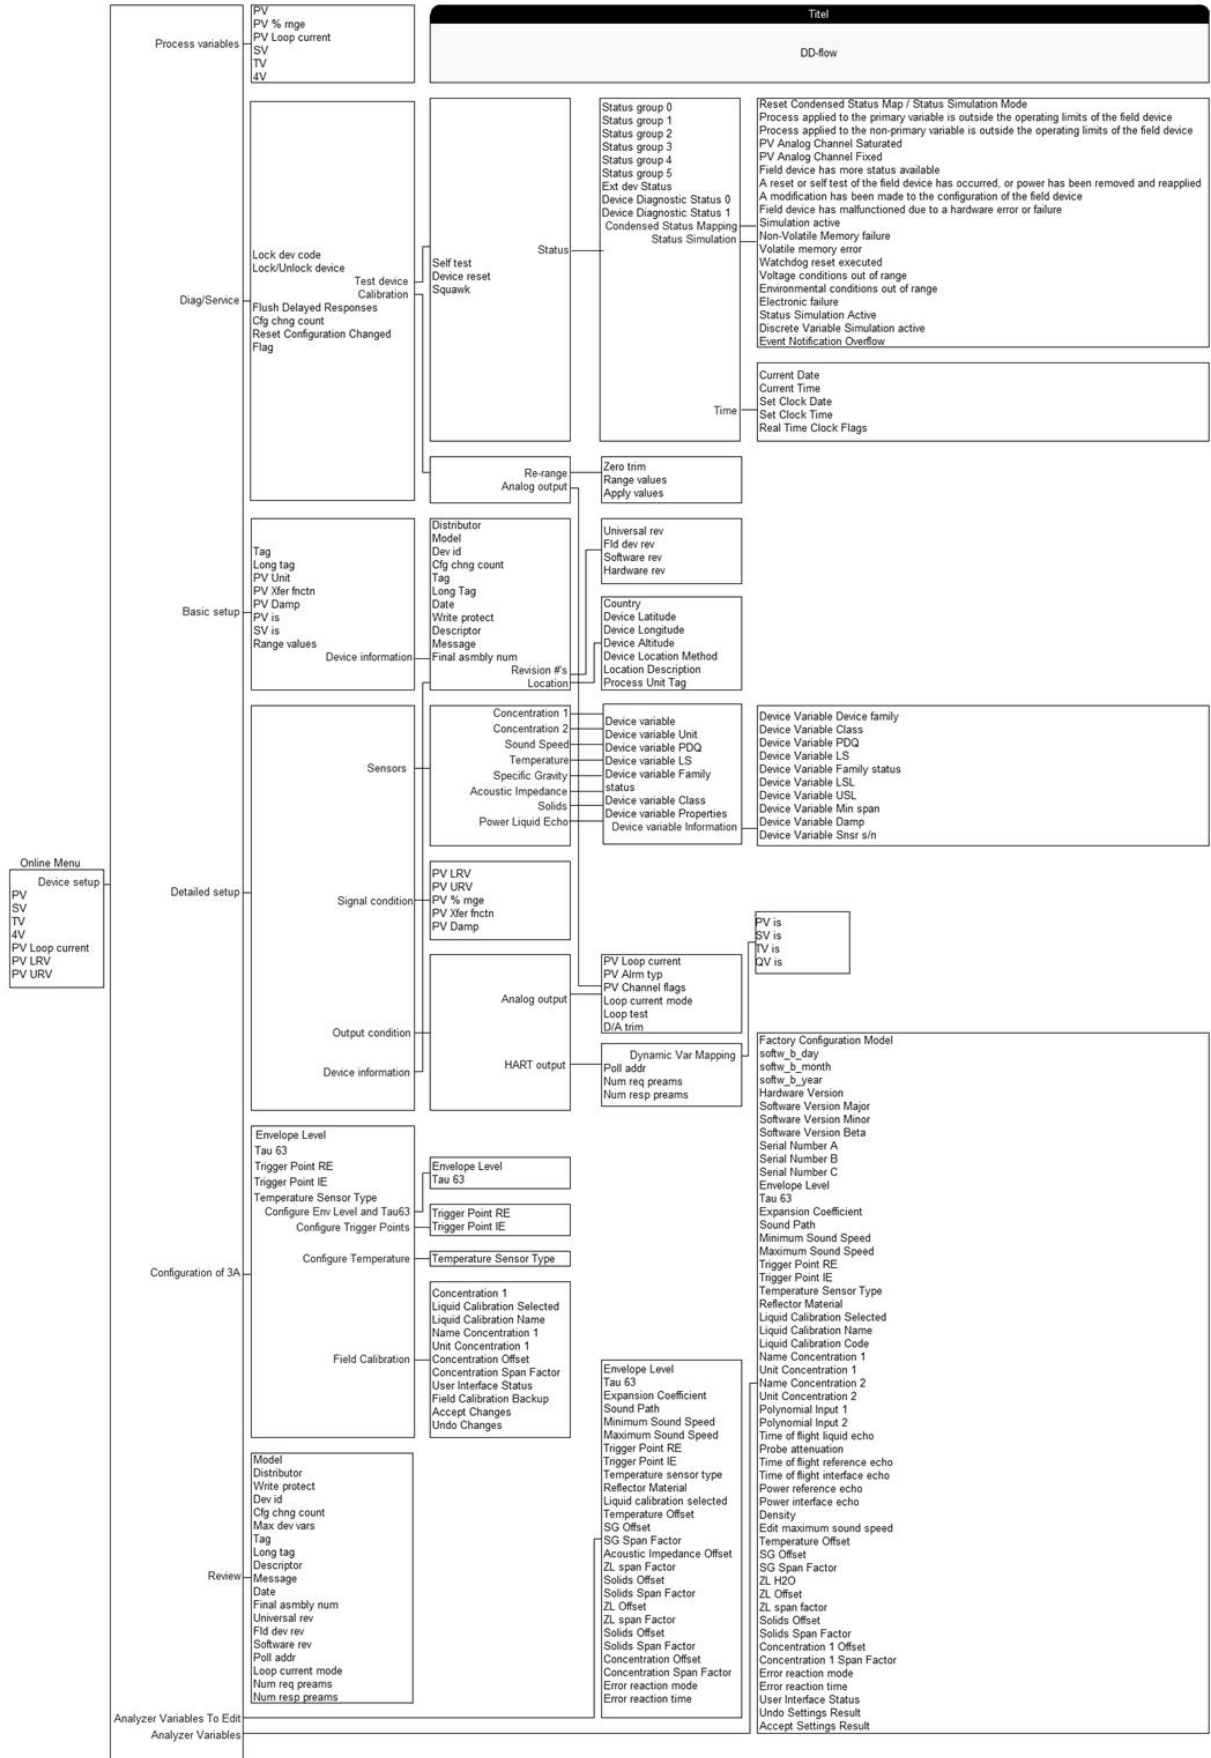 Titel
DD-flow
Process variables
PV
PV % rnge
PV Loop current
SV
TV
4V
Diag/Service
Lock dev code
Lock/Unlock device
Test device
Calibration
Flush Delayed Responses
Cfg chng count
Reset Configuration Changed
Flag
Self test
Device reset
Squawk
Status
Status group 0
Status group 1
Status group 2
Status group 3
Status group 4
Status group 5
Ext dev Status
Device Diagnostic Status 0
Device Diagnostic Status 1
Condensed Status Mapping
Status Simulation
Time
Reset Condensed Status Map / Status Simulation Mode
Process applied to the primary variable is outside the operating limits of the field device
Process applied to the non-primary variable is outside the operating limits of the field device
PV Analog Channel Saturated
PV Analog Channel Fixed
Field device has more status available
A reset or self test of the field device has occurred, or power has been removed and reapplied
A modification has been made to the configuration of the field device
Field device has malfunctioned due to a hardware error or failure
Simulation active
Non-Volatile Memory failure
Volatile memory error
Watchdog reset executed
Voltage conditions out of range
Environmental conditions out of range
Electronic failure
Status Simulation Active
Discrete Variable Simulation active
Event Notification Overflow
Current Date
Current Time
Set Clock Date
Set Clock Time
Real Time Clock Flags
Re-range
Analog output
Zero trim
Range values
Apply values
Basic setup
Tag
Long tag
PV Unit
PV Xfer fnctn
PV Damp
PV is
SV is
Range values
Device information
Distributor
Model
Dev id
Cfg chng count
Tag
Long Tag
Date
Write protect
Descriptor
Message
Final asmbly num
Revision #'s
Location
Universal rev
Fld dev rev
Software rev
Hardware rev
Country
Device Latitude
Device Longitude
Device Altitude
Device Location Method
Location Description
Process Unit Tag
Online Menu
Device setup
PV
SV
TV
4V
PV Loop current
PV LRV
PV URV
Detailed setup
Sensors
Signal condition
Output condition
Device information
Concentration 1
Concentration 2
Sound Speed
Temperature
Specific Gravity
Acoustic Impedance
Solids
Power Liquid Echo
Device variable
Device variable Unit
Device variable PDQ
Device variable LS
Device variable Family
status
Device variable Class
Device variable Properties
Device variable Information
Device Variable Device family
Device Variable Class
Device Variable PDQ
Device Variable LS
Device Variable Family status
Device Variable LSL
Device Variable USL
Device Variable Min span
Device Variable Damp
Device Variable Snsr s/n
PV LRV
PV URV
PV % rnge
PV Xfer fnctn
PV Damp
Analog output
HART output
PV Loop current
PV Alrm typ
PV Channel flags
Loop current mode
Loop test
D/A trim
Dynamic Var Mapping
Poll addr
Num req preams
Num resp preams
PV is
SV is
TV is
QV is
Configuration of 3A
Envelope Level
Tau 63
Trigger Point RE
Trigger Point IE
Temperature Sensor Type
Configure Env Level and Tau63
Configure Trigger Points
Configure Temperature
Field Calibration
Envelope Level
Tau 63
Trigger Point RE
Trigger Point IE
Temperature Sensor Type
Concentration 1
Liquid Calibration Selected
Liquid Calibration Name
Name Concentration 1
Unit Concentration 1
Concentration Offset
Concentration Span Factor
User Interface Status
Field Calibration Backup
Accept Changes
Undo Changes
Review
Model
Distributor
Write protect
Dev id
Cfg chng count
Max dev vars
Tag
Long tag
Descriptor
Message
Date
Final asmbly num
Universal rev
Fld dev rev
Software rev
Poll addr
Loop current mode
Num req preams
Num resp preams
Analyzer Variables To Edit
Analyzer Variables
Envelope Level
Tau 63
Expansion Coefficient
Sound Path
Minimum Sound Speed
Maximum Sound Speed
Trigger Point RE
Trigger Point IE
Temperature sensor type
Reflector Material
Liquid calibration selected
Temperature Offset
SG Offset
SG Span Factor
Acoustic Impedance Offset
ZL span Factor
Solids Offset
Solids Span Factor
ZL Offset
ZL span Factor
Solids Offset
Solids Span Factor
Concentration Offset
Concentration Span Factor
Error reaction mode
Error reaction time
Factory Configuration Model
softw_b_day
softw_b_month
softw_b_year
Hardware Version
Software Version Major
Software Version Minor
Software Version Beta
Serial Number A
Serial Number B
Serial Number C
Envelope Level
Tau 63
Expansion Coefficient
Sound Path
Minimum Sound Speed
Maximum Sound Speed
Trigger Point RE
Trigger Point IE
Temperature Sensor Type
Reflector Material
Liquid Calibration Selected
Liquid Calibration Name
Liquid Calibration Code
Name Concentration 1
Unit Concentration 1
Name Concentration 2
Unit Concentration 2
Polynomial Input 1
Polynomial Input 2
Time of flight liquid echo
Probe attenuation
Time of flight reference echo
Time of flight interface echo
Power reference echo
Power interface echo
Density
Edit maximum sound speed
Temperature Offset
SG Offset
SG Span Factor
ZL H2O
ZL Offset
ZL span factor
Solids Offset
Solids Span Factor
Concentration 1 Offset
Concentration 1 Span Factor
Error reaction mode
Error reaction time
User Interface Status
Undo Settings Result
Accept Settings Result